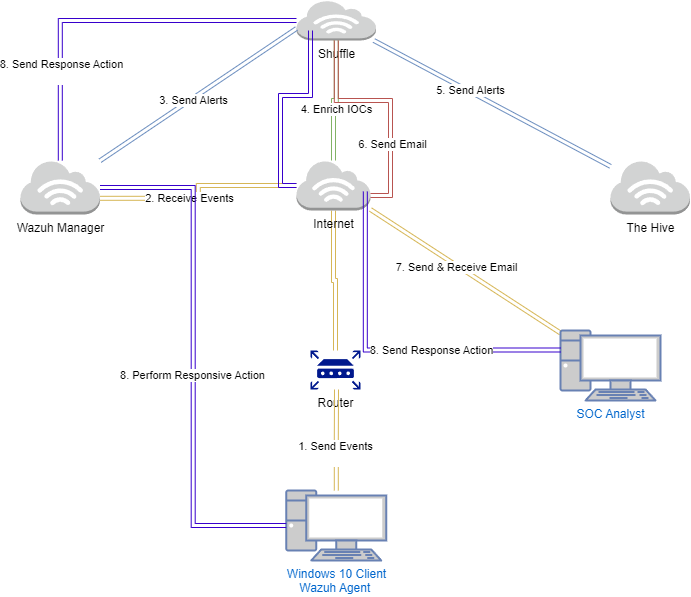 Shuffle
8. Send Response Action
5. Send Alerts
3. Send Alerts
4. Enrich IOCs
6. Send Email
2. Receive Events
Wazuh Manager
Internet
The Hive
7. Send & Receive Email
8. Send Response Action
8. Perform Responsive Action
Router
SOC Analyst
1. Send Events
Windows 10 Client
Wazuh Agent